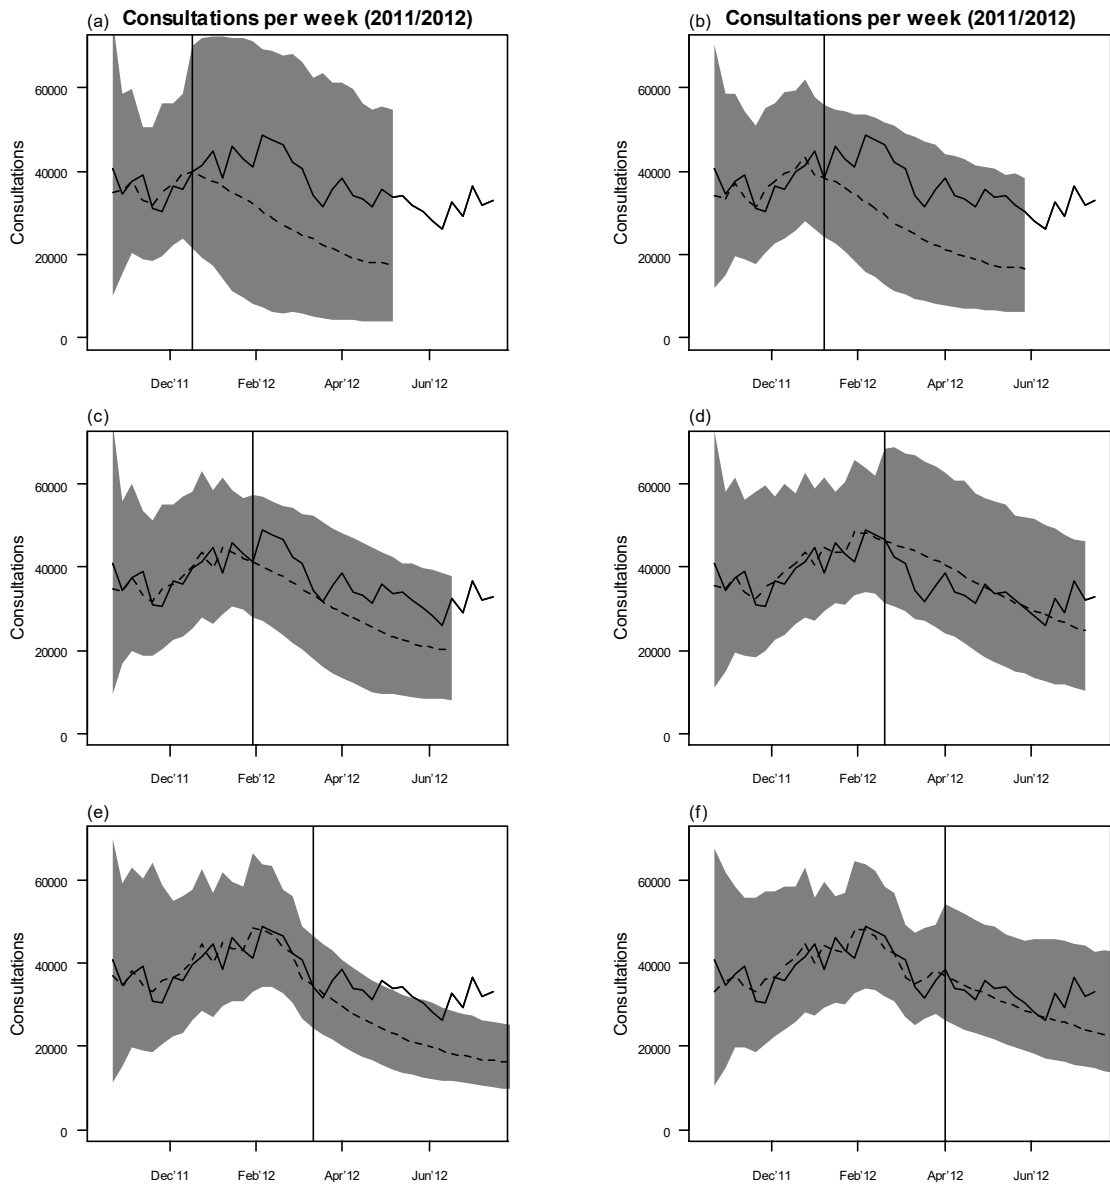 (a) Consultations per week (2011/2012)
Consultations
60000
40000
20000
0
Dec'11 Feb'12 Apr'12 Jun'12
(b) Consultations per week (2011/2012)
Consultations
60000
40000
20000
0
Dec'11 Feb'12 Apr'12 Jun'12
(c)
Consultations
60000
40000
20000
0
Dec'11 Feb'12 Apr'12 Jun'12
(d)
Consultations
60000
40000
20000
0
Dec'11 Feb'12 Apr'12 Jun'12
(e)
Consultations
60000
40000
20000
0
Dec'11 Feb'12 Apr'12 Jun'12
(f)
Consultations
60000
40000
20000
0
Dec'11 Feb'12 Apr'12 Jun'12